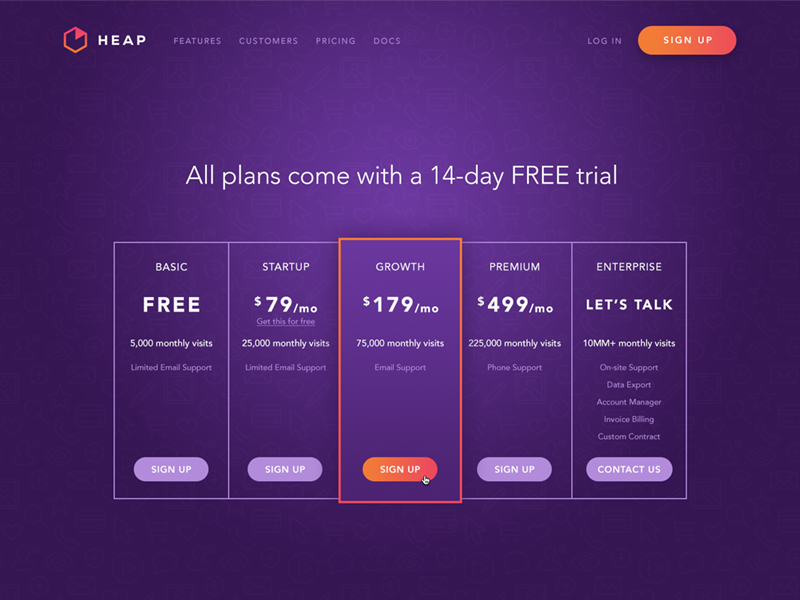 HEAP
FEATURES CUSTOMERS PRICING DOCS
LOG IN
SIGN UP
All plans come with a 14-day FREE trial
BASIC
FREE
5,000 monthly visits
Limited Email Support
SIGN UP
STARTUP
$79/mo
Get this for free
25,000 monthly visits
Limited Email Support
SIGN UP
GROWTH
$179/mo
75,000 monthly visits
Email Support
SIGN UP
PREMIUM
$499/mo
225,000 monthly visits
Phone Support
SIGN UP
ENTERPRISE
LET'S TALK
10MM+ monthly visits
On-site Support
Data Export
Account Manager
Invoice Billing
Custom Contract
CONTACT US